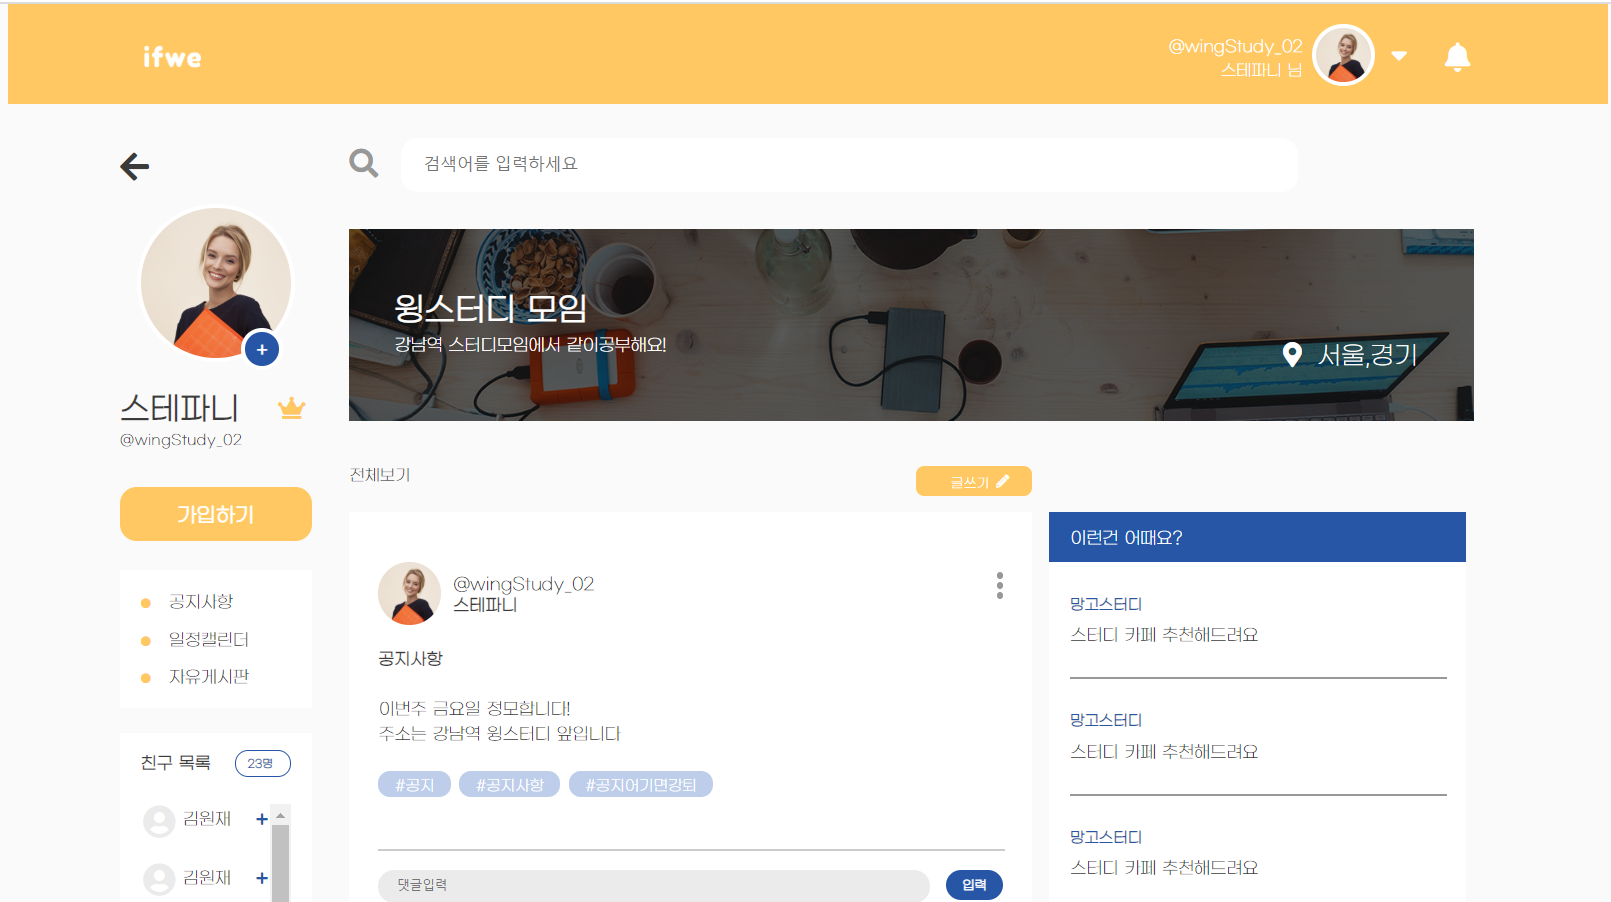 ifwe
@wingStudy_02
스테파니 님
검색어를 입력하세요
스테파니
@wingStudy_02
가입하기
공지사항
일정캘린더
자유게시판
친구 목록
23명
김원재
김원재
윙스터디 모임
강남역 스터디모임에서 같이공부해요!
서울,경기
전체보기
글쓰기
@wingStudy_02
스테파니
공지사항
이번주 금요일 정모합니다!
주소는 강남역 윙스터디 앞입니다
#공지 #공지사항 #공지어기면강퇴
댓글입력
입력
이런건 어때요?
망고스터디
스터디 카페 추천해드려요
망고스터디
스터디 카페 추천해드려요
망고스터디
스터디 카페 추천해드려요